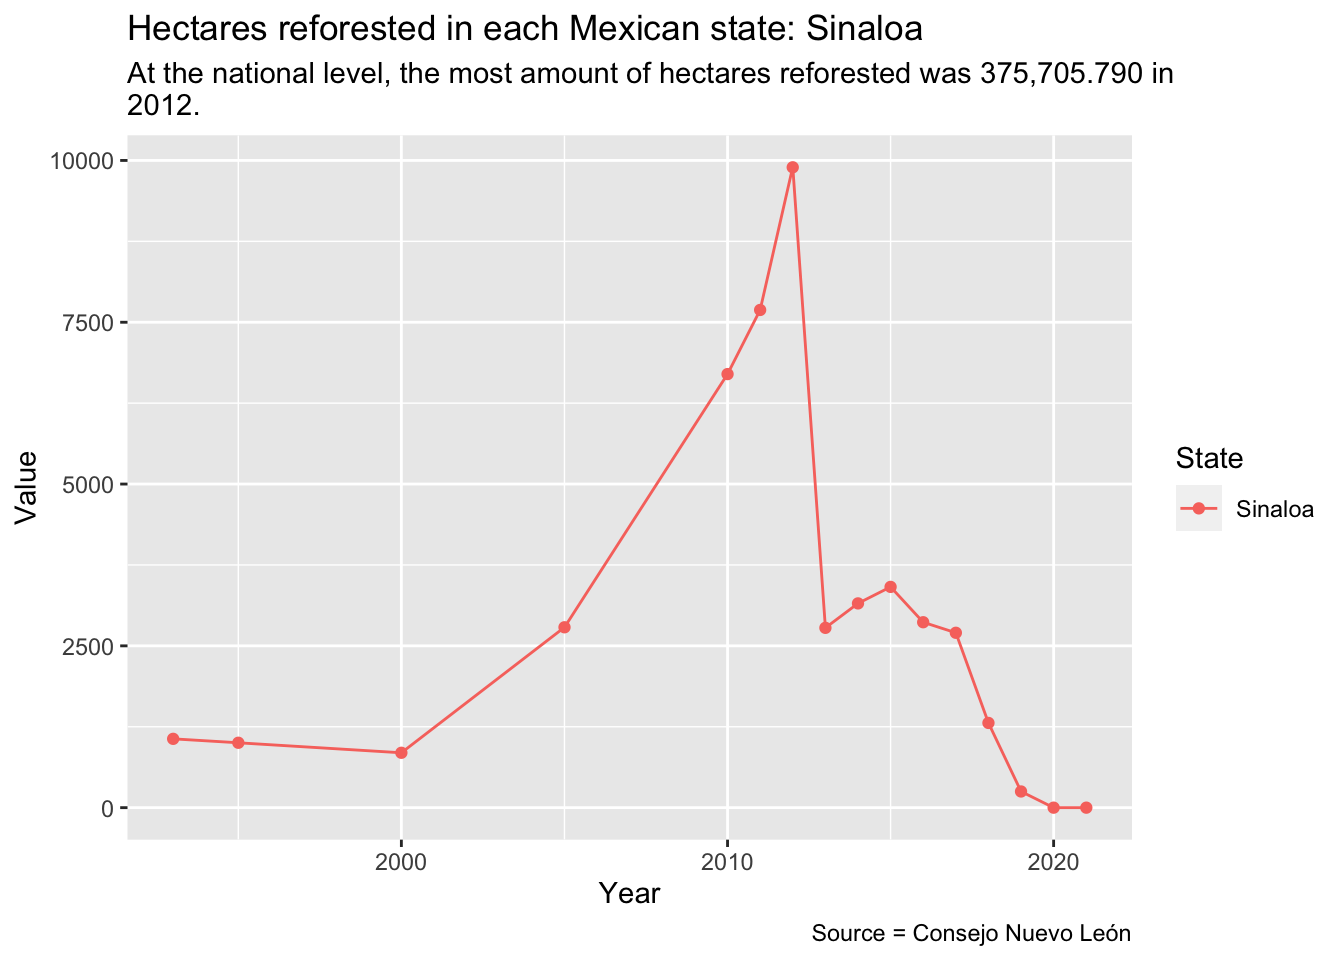 Hectares reforested in each Mexican state: Sinaloa
At the national level, the most amount of hectares reforested was 375,705.790 in
2012.
10000
7500
5000
2500
0
Value
2000
2010
2020
Year
State
Sinaloa
Source = Consejo Nuevo León